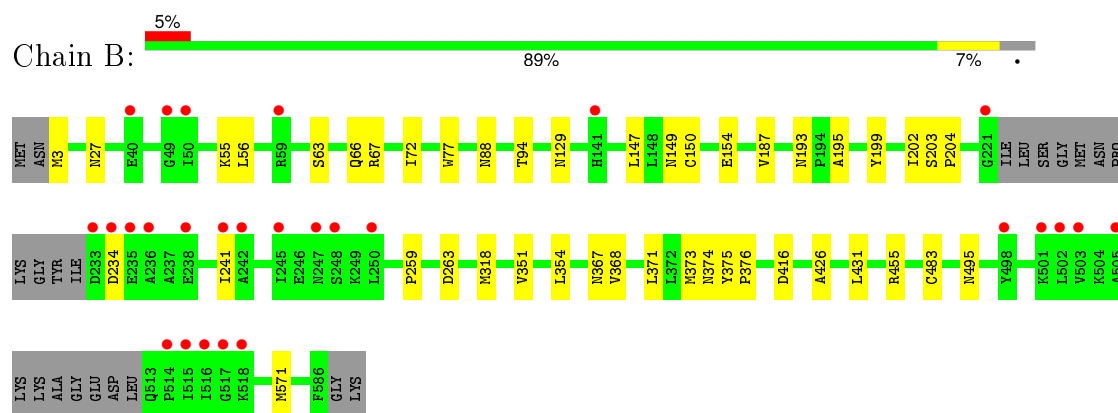 5%
Chain B:
89% 7% •
MET ASN M3 N27 E40 G49 I50 K55 L56 R59 S63 Q66 R67 I72 W77 N88 T94 N129 H141 L147 L148 N149 C150 E154 V187 N193 P194 A195 Y199 I202 S203 P204 G221 ILE LEU SER GLY MET ASN PRO
LYS GLY TYR ILE D233 D234 E235 A236 A237 E238 I241 A242 I245 E246 N247 S248 K249 L250 P259 D263 M318 V351 L354 N367 V368 L371 L372 M373 N374 Y375 P376 D416 A426 L431 R455 C483 N495 Y498 K501 L502 V503 K504 A505
LYS LYS ALA GLY GLU ASP LEU Q513 P514 I515 I516 G517 K518 M571 F586 GLY LYS